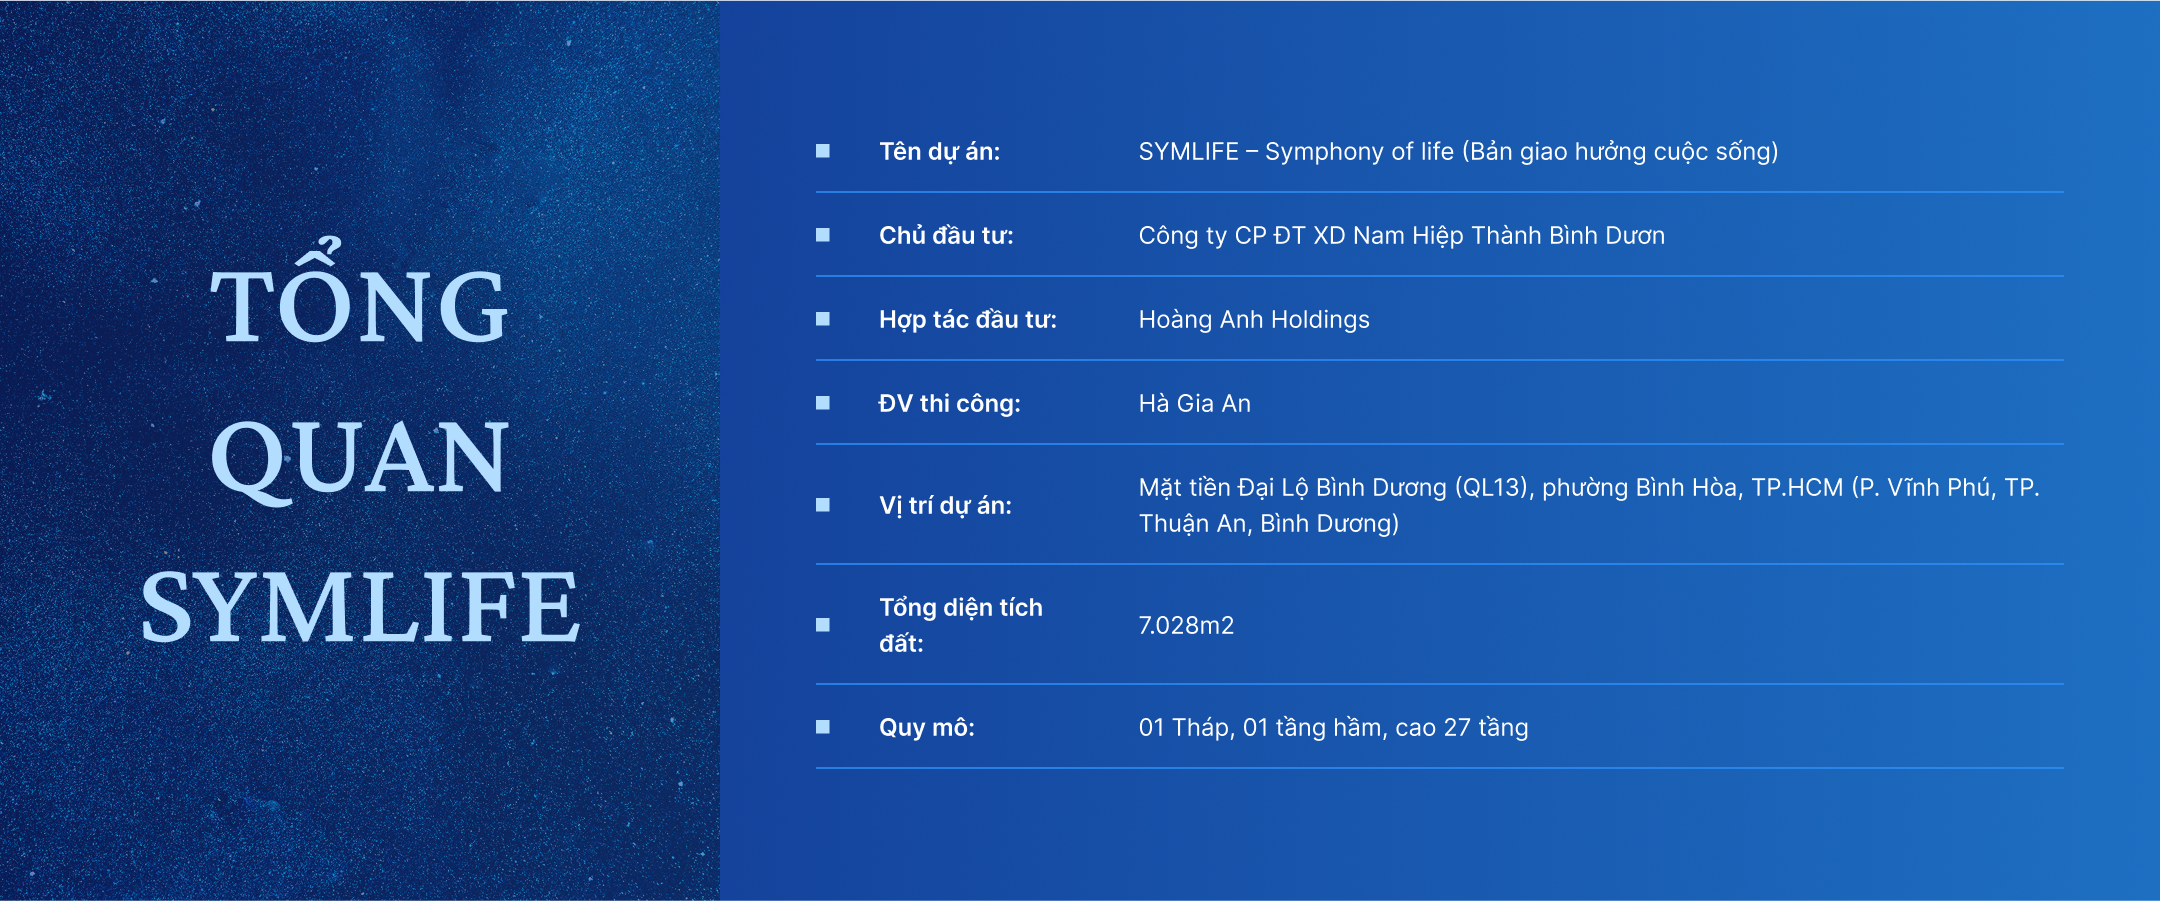 TỔNG
QUAN
SYMLIFE
Tên dự án: SYMLIFE – Symphony of life (Bản giao hưởng cuộc sống)
Chủ đầu tư: Công ty CP ĐT XD Nam Hiệp Thành Bình Dươn
Hợp tác đầu tư: Hoàng Anh Holdings
ĐV thi công: Hà Gia An
Vị trí dự án: Mặt tiền Đại Lộ Bình Dương (QL13), phường Bình Hòa, TP.HCM (P. Vĩnh Phú, TP.
Thuận An, Bình Dương)
Tổng diện tích
đất: 7.028m2
Quy mô: 01 Tháp, 01 tầng hầm, cao 27 tầng